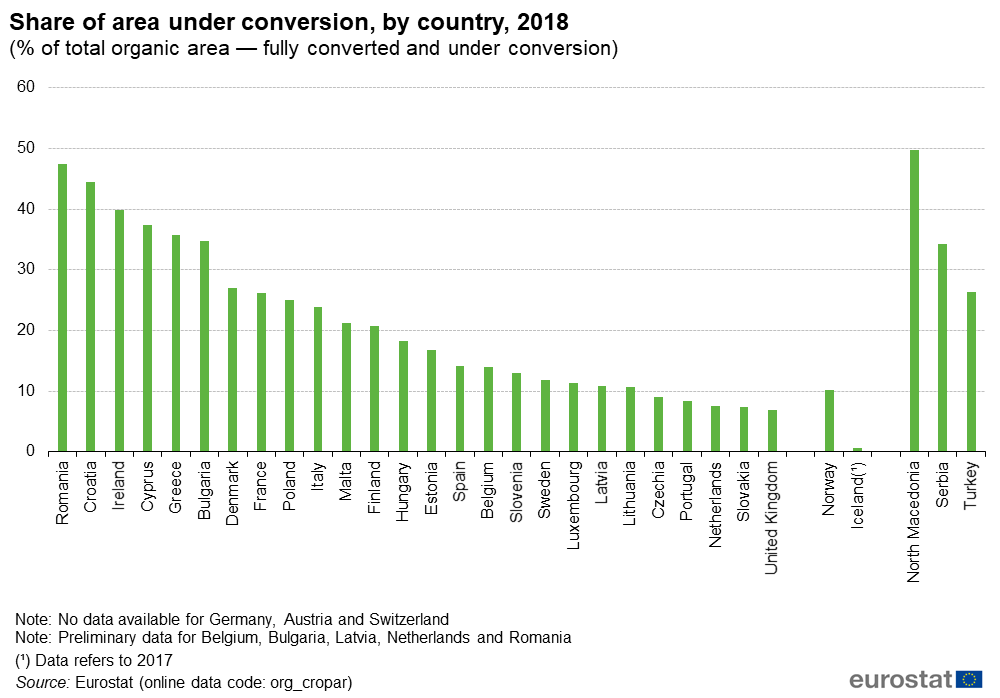 Share of area under conversion, by country, 2018
(% of total organic area — fully converted and under conversion)
60
50
40
30
20
10
0
Romania
Croatia
Ireland
Cyprus
Greece
Bulgaria
Denmark
France
Poland
Italy
Malta
Finland
Hungary
Estonia
Spain
Belgium
Slovenia
Sweden
Luxembourg
Latvia
Lithuania
Czechia
Portugal
Netherlands
Slovakia
United Kingdom
Norway
Iceland(¹)
North Macedonia
Serbia
Turkey
Note: No data available for Germany, Austria and Switzerland
Note: Preliminary data for Belgium, Bulgaria, Latvia, Netherlands and Romania
(¹) Data refers to 2017
Source: Eurostat (online data code: org_cropar)
eurostat